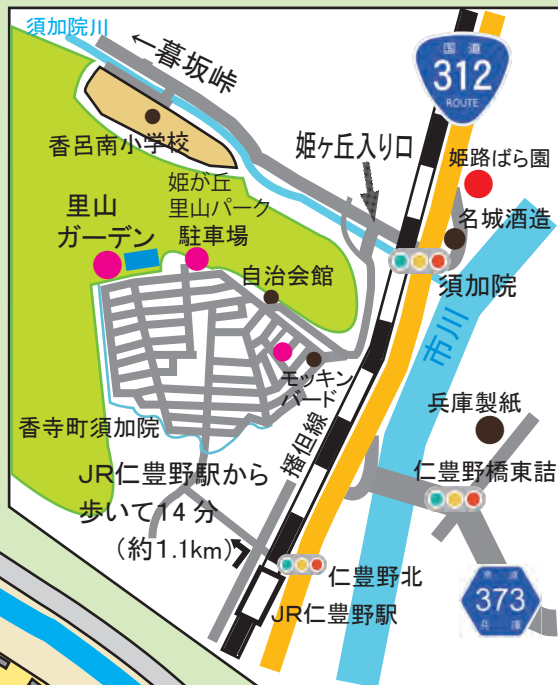 須加院川
←暮坂峠
国道
312
ROUTE
香呂南小学校
姫ヶ丘入り口
姫路ばら園
里山
ガーデン
姫が丘
里山パーク
駐車場
名城酒造
自治会館
須加院
市川
モッキン
バード
兵庫製紙
香寺町須加院
播但線
JR仁豊野駅から
歩いて14分
(約1.1km)
仁豊野橋東詰
仁豊野北
JR仁豊野駅
373
兵庫